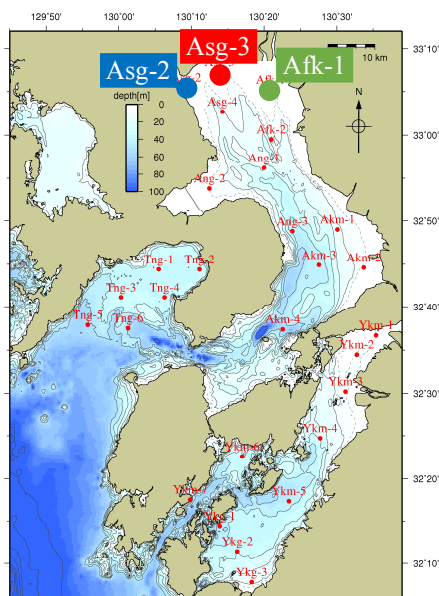 129°50' 130°00' 130°10' 130°20' 130°30'
Asg-3
Asg-2
Afk-1
10 km
33°10'
depth[m]
0
20
40
60
80
100
N
Asg-4
33°00'
Afk-2
Ang-1
Ang-2
32°50'
Ang-3
Akm-1
Tng-1
Tng-2
Akm-3
Akm-2
Tng-3
Tng-4
32°40'
Tng-5
Tng-6
Akm-4
Ykm-1
Ykm-2
32°30'
Ykm-3
Ykm-4
32°20'
Ykm-6
Ykm-5
Ykg-1
Ykg-2
32°10'
Ykg-3